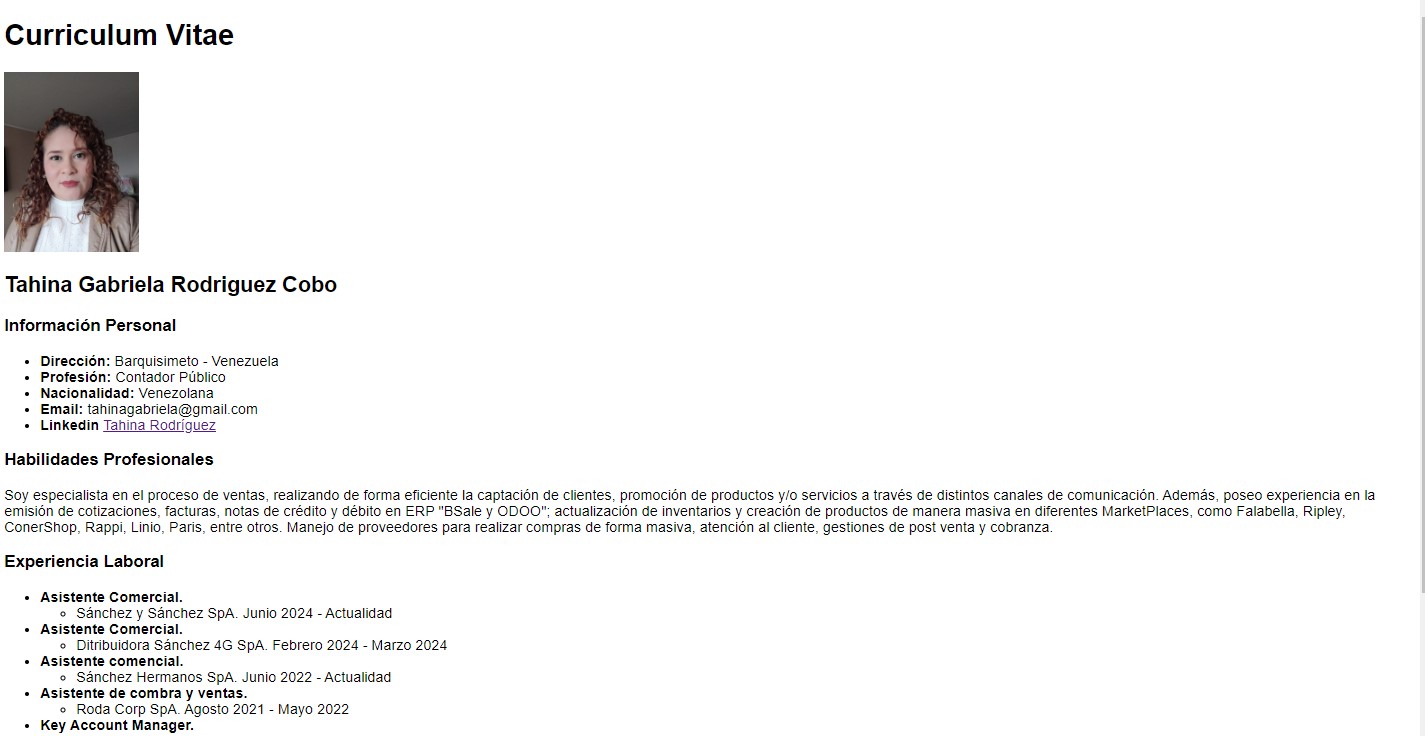 Curriculum Vitae
Tahina Gabriela Rodriguez Cobo
Información Personal
Dirección: Barquisimeto - Venezuela
Profesión: Contador Público
Nacionalidad: Venezolana
Email: tahinagabriela@gmail.com
Linkedin Tahina Rodríguez
Habilidades Profesionales
Soy especialista en el proceso de ventas, realizando de forma eficiente la captación de clientes, promoción de productos y/o servicios a través de distintos canales de comunicación. Además, poseo experiencia en la
emisión de cotizaciones, facturas, notas de crédito y débito en ERP "BSale y ODOO"; actualización de inventarios y creación de productos de manera masiva en diferentes MarketPlaces, como Falabella, Ripley,
ConerShop, Rappi, Linio, Paris, entre otros. Manejo de proveedores para realizar compras de forma masiva, atención al cliente, gestiones de post venta y cobranza.
Experiencia Laboral
Asistente Comercial.
Sánchez y Sánchez SpA. Junio 2024 - Actualidad
Asistente Comercial.
Ditribuidora Sánchez 4G SpA. Febrero 2024 - Marzo 2024
Asistente comencial.
Sánchez Hermanos SpA. Junio 2022 - Actualidad
Asistente de combra y ventas.
Roda Corp SpA. Agosto 2021 - Mayo 2022
Key Account Manager.